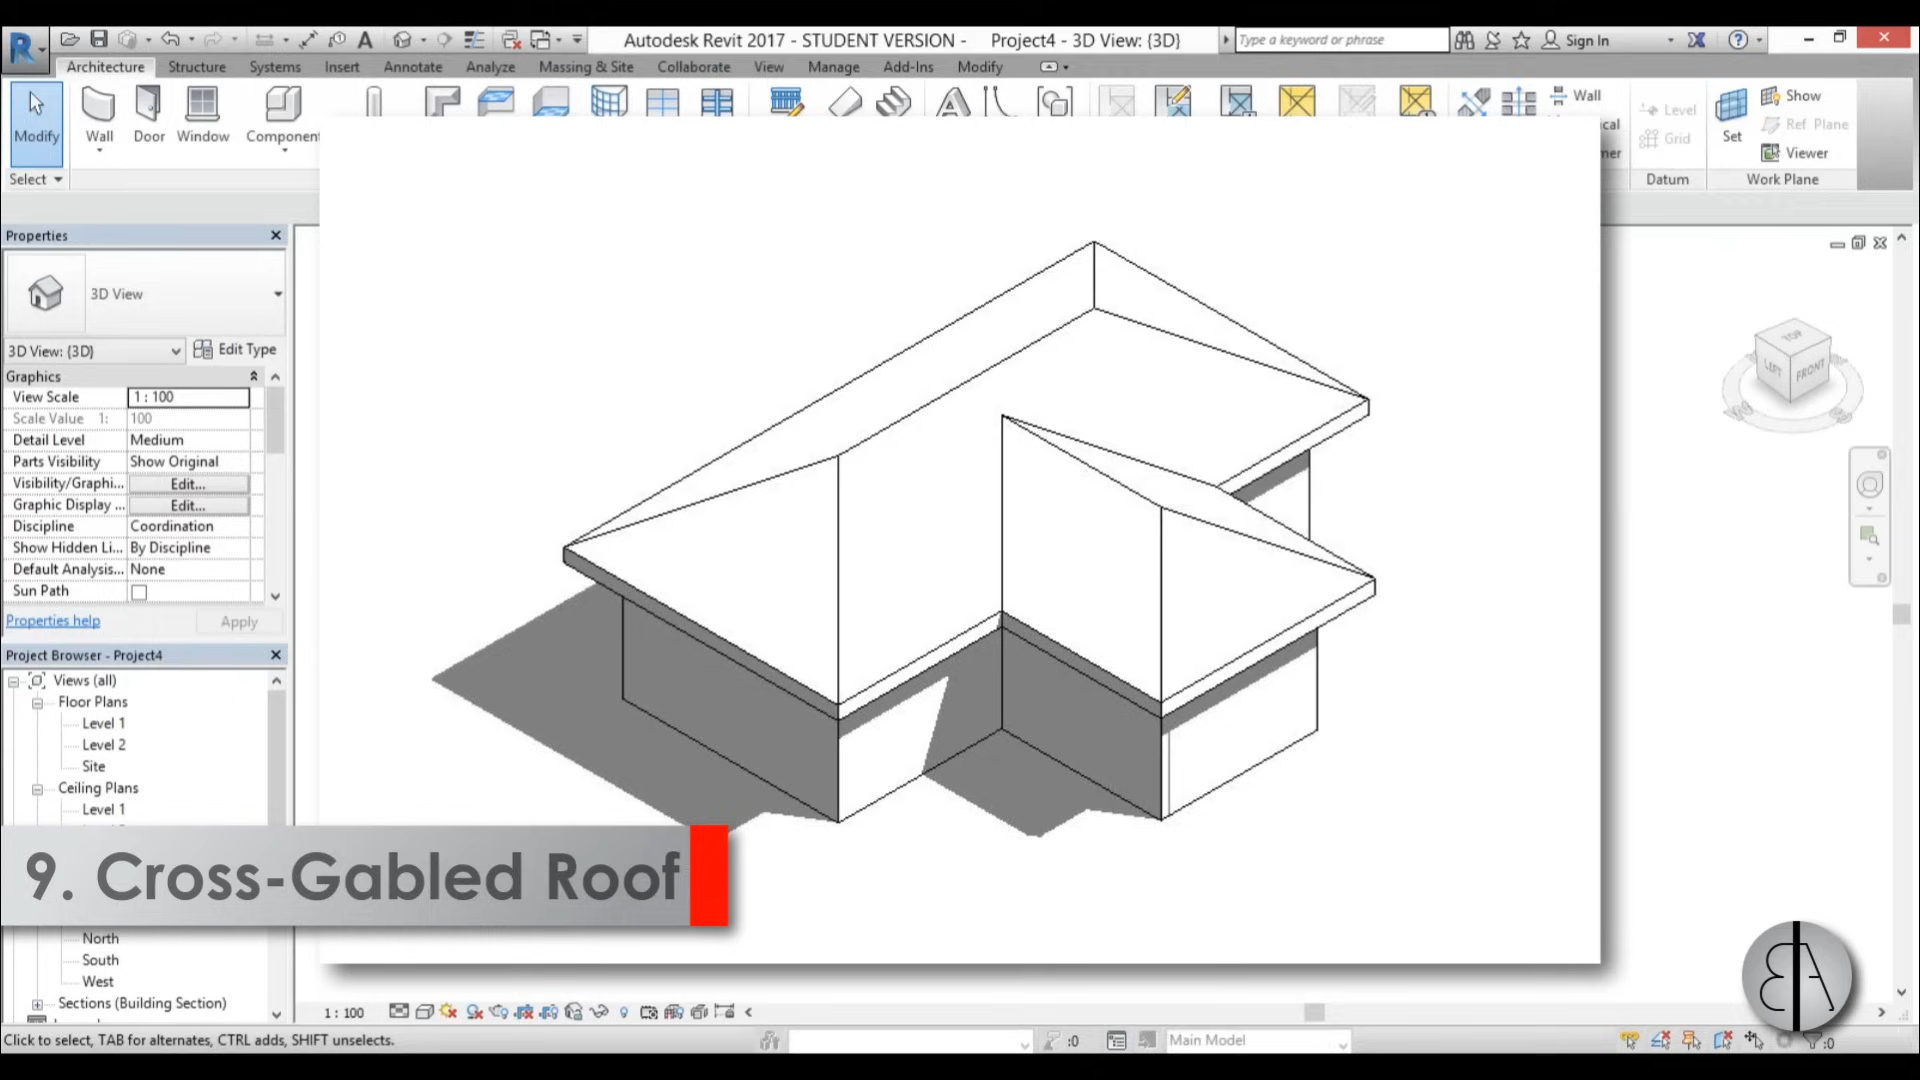 Autodesk Revit 2017 - STUDENT VERSION - Project4 - 3D View: {3D}
Type a keyword or phrase
Sign In
Architecture Structure Systems Insert Annotate Analyze Massing & Site Collaborate View Manage Add-Ins Modify
Modify
Wall
Door
Window
Component
Wall
Level
Grid
Set
Show
Ref Plane
Viewer
Select
Datum
Work Plane
Properties
3D View
3D View: {3D}
Edit Type
Graphics
View Scale 1 : 100
Scale Value 1: 100
Detail Level Medium
Parts Visibility Show Original
Visibility/Graphi... Edit...
Graphic Display ... Edit...
Discipline Coordination
Show Hidden Li... By Discipline
Default Analysis... None
Sun Path
Properties help
Apply
TOP
LEFT
FRONT
Project Browser - Project4
Views (all)
Floor Plans
Level 1
Level 2
Site
Ceiling Plans
Level 1
9. Cross-Gabled Roof
North
South
West
Sections (Building Section)
1 : 100
Click to select, TAB for alternates, CTRL adds, SHIFT unselects.
:0
Main Model
:0